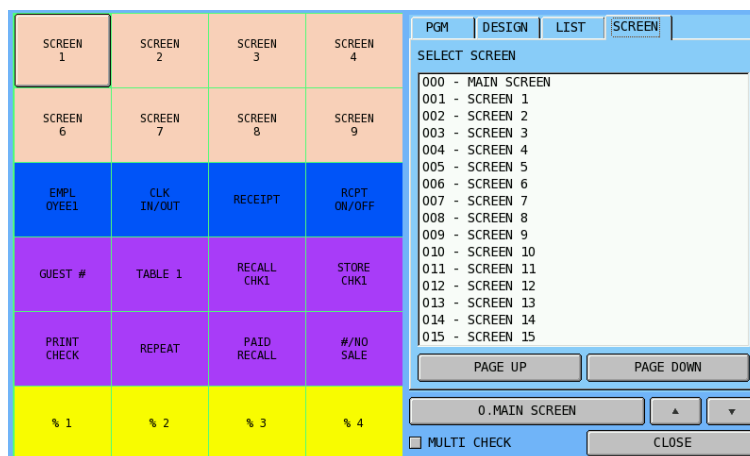 SCREEN
1
SCREEN
2
SCREEN
3
SCREEN
4
SCREEN
6
SCREEN
7
SCREEN
8
SCREEN
9
EMPL
OYEE1
CLK
IN/OUT
RECEIPT
RCPT
ON/OFF
GUEST #
TABLE 1
RECALL
CHK1
STORE
CHK1
PRINT
CHECK
REPEAT
PAID
RECALL
#/NO
SALE
% 1
% 2
% 3
% 4
PGM
DESIGN
LIST
SCREEN
SELECT SCREEN
000 - MAIN SCREEN
001 - SCREEN 1
002 - SCREEN 2
003 - SCREEN 3
004 - SCREEN 4
005 - SCREEN 5
006 - SCREEN 6
007 - SCREEN 7
008 - SCREEN 8
009 - SCREEN 9
010 - SCREEN 10
011 - SCREEN 11
012 - SCREEN 12
013 - SCREEN 13
014 - SCREEN 14
015 - SCREEN 15
PAGE UP
PAGE DOWN
0.MAIN SCREEN
MULTI CHECK
CLOSE